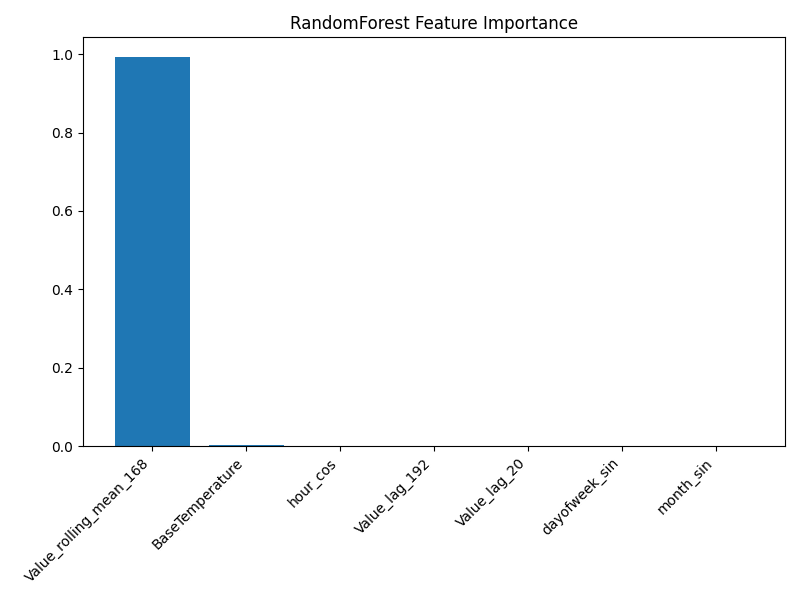 RandomForest Feature Importance
1.0
0.8
0.6
0.4
0.2
0.0
Value_rolling_mean_168
BaseTemperature
hour_cos
Value_lag_192
Value_lag_20
dayofweek_sin
month_sin